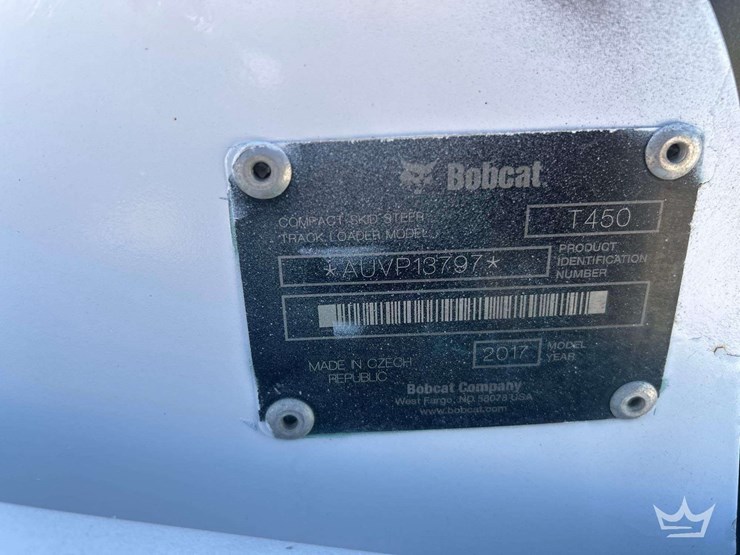 Bobcat
COMPACT SKID STEER
TRACK LOADER MODEL
T450
*AUVP13797*
PRODUCT
IDENTIFICATION
NUMBER
2017
MODEL
YEAR
MADE IN CZECH
REPUBLIC
Bobcat Company
West Fargo, ND 58078 USA
www.bobcat.com